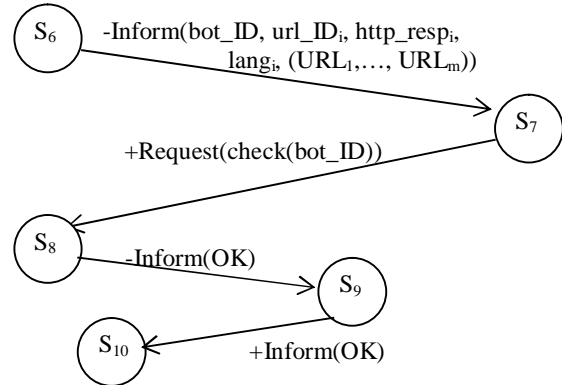 S₆
-Inform(bot_ID, url_IDᵢ, http_respᵢ,
langᵢ, (URL₁,…, URLₘ))
S₇
+Request(check(bot_ID))
S₈
-Inform(OK)
S₉
S₁₀
+Inform(OK)